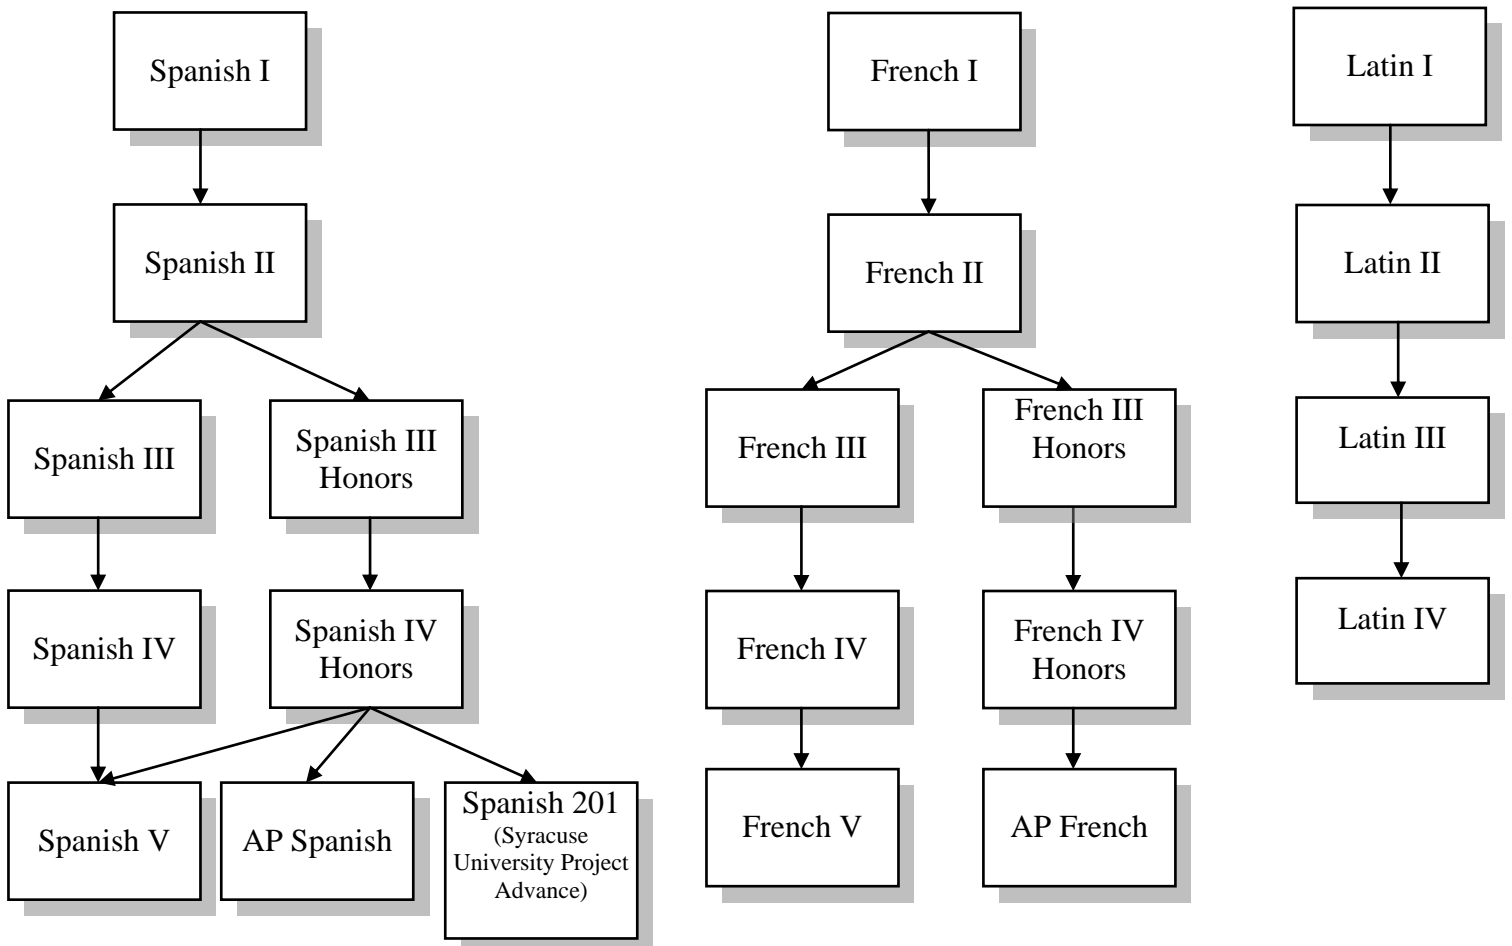 Spanish I
French I
Latin I
Spanish II
French II
Latin II
Spanish III
Spanish III
Honors
French III
French III
Honors
Latin III
Spanish IV
Spanish IV
Honors
French IV
French IV
Honors
Latin IV
Spanish V
AP Spanish
Spanish 201
(Syracuse
University Project
Advance)
French V
AP French